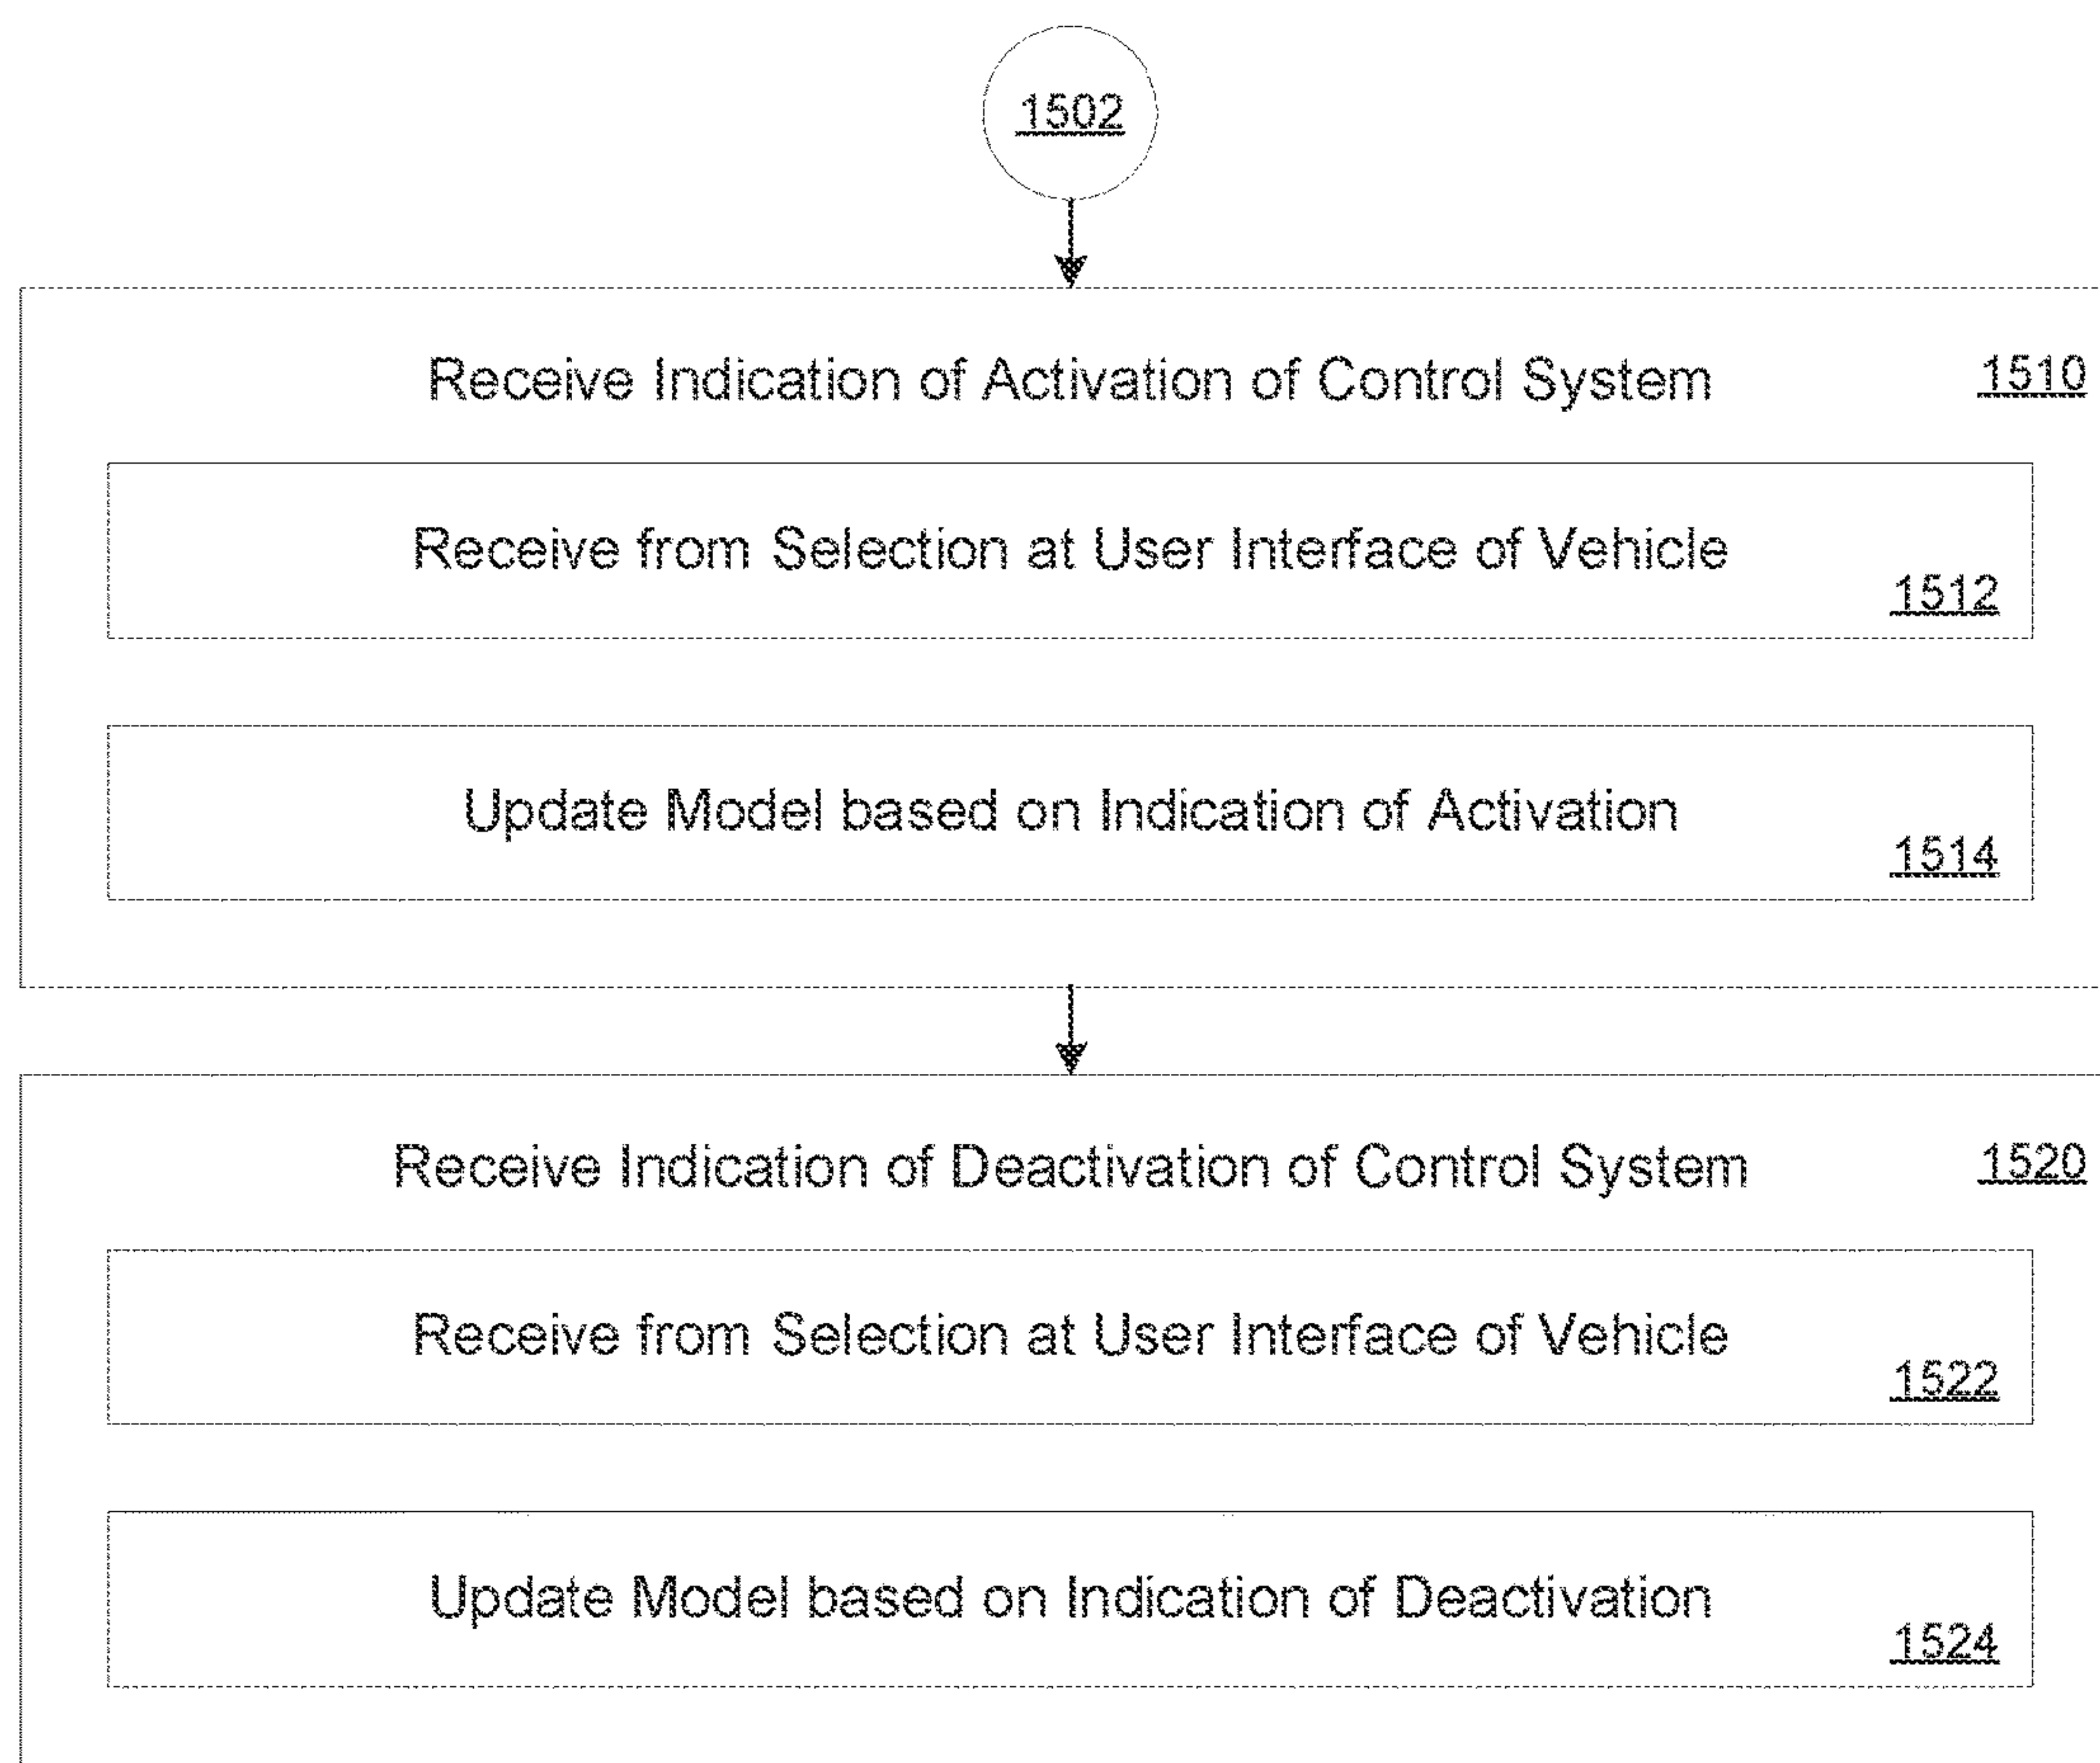 1502
Receive Indication of Activation of Control System 1510
Receive from Selection at User Interface of Vehicle
1512
Update Model based on Indication of Activation
1514
Receive Indication of Deactivation of Control System 1520
Receive from Selection at User Interface of Vehicle
1522
Update Model based on Indication of Deactivation
1524